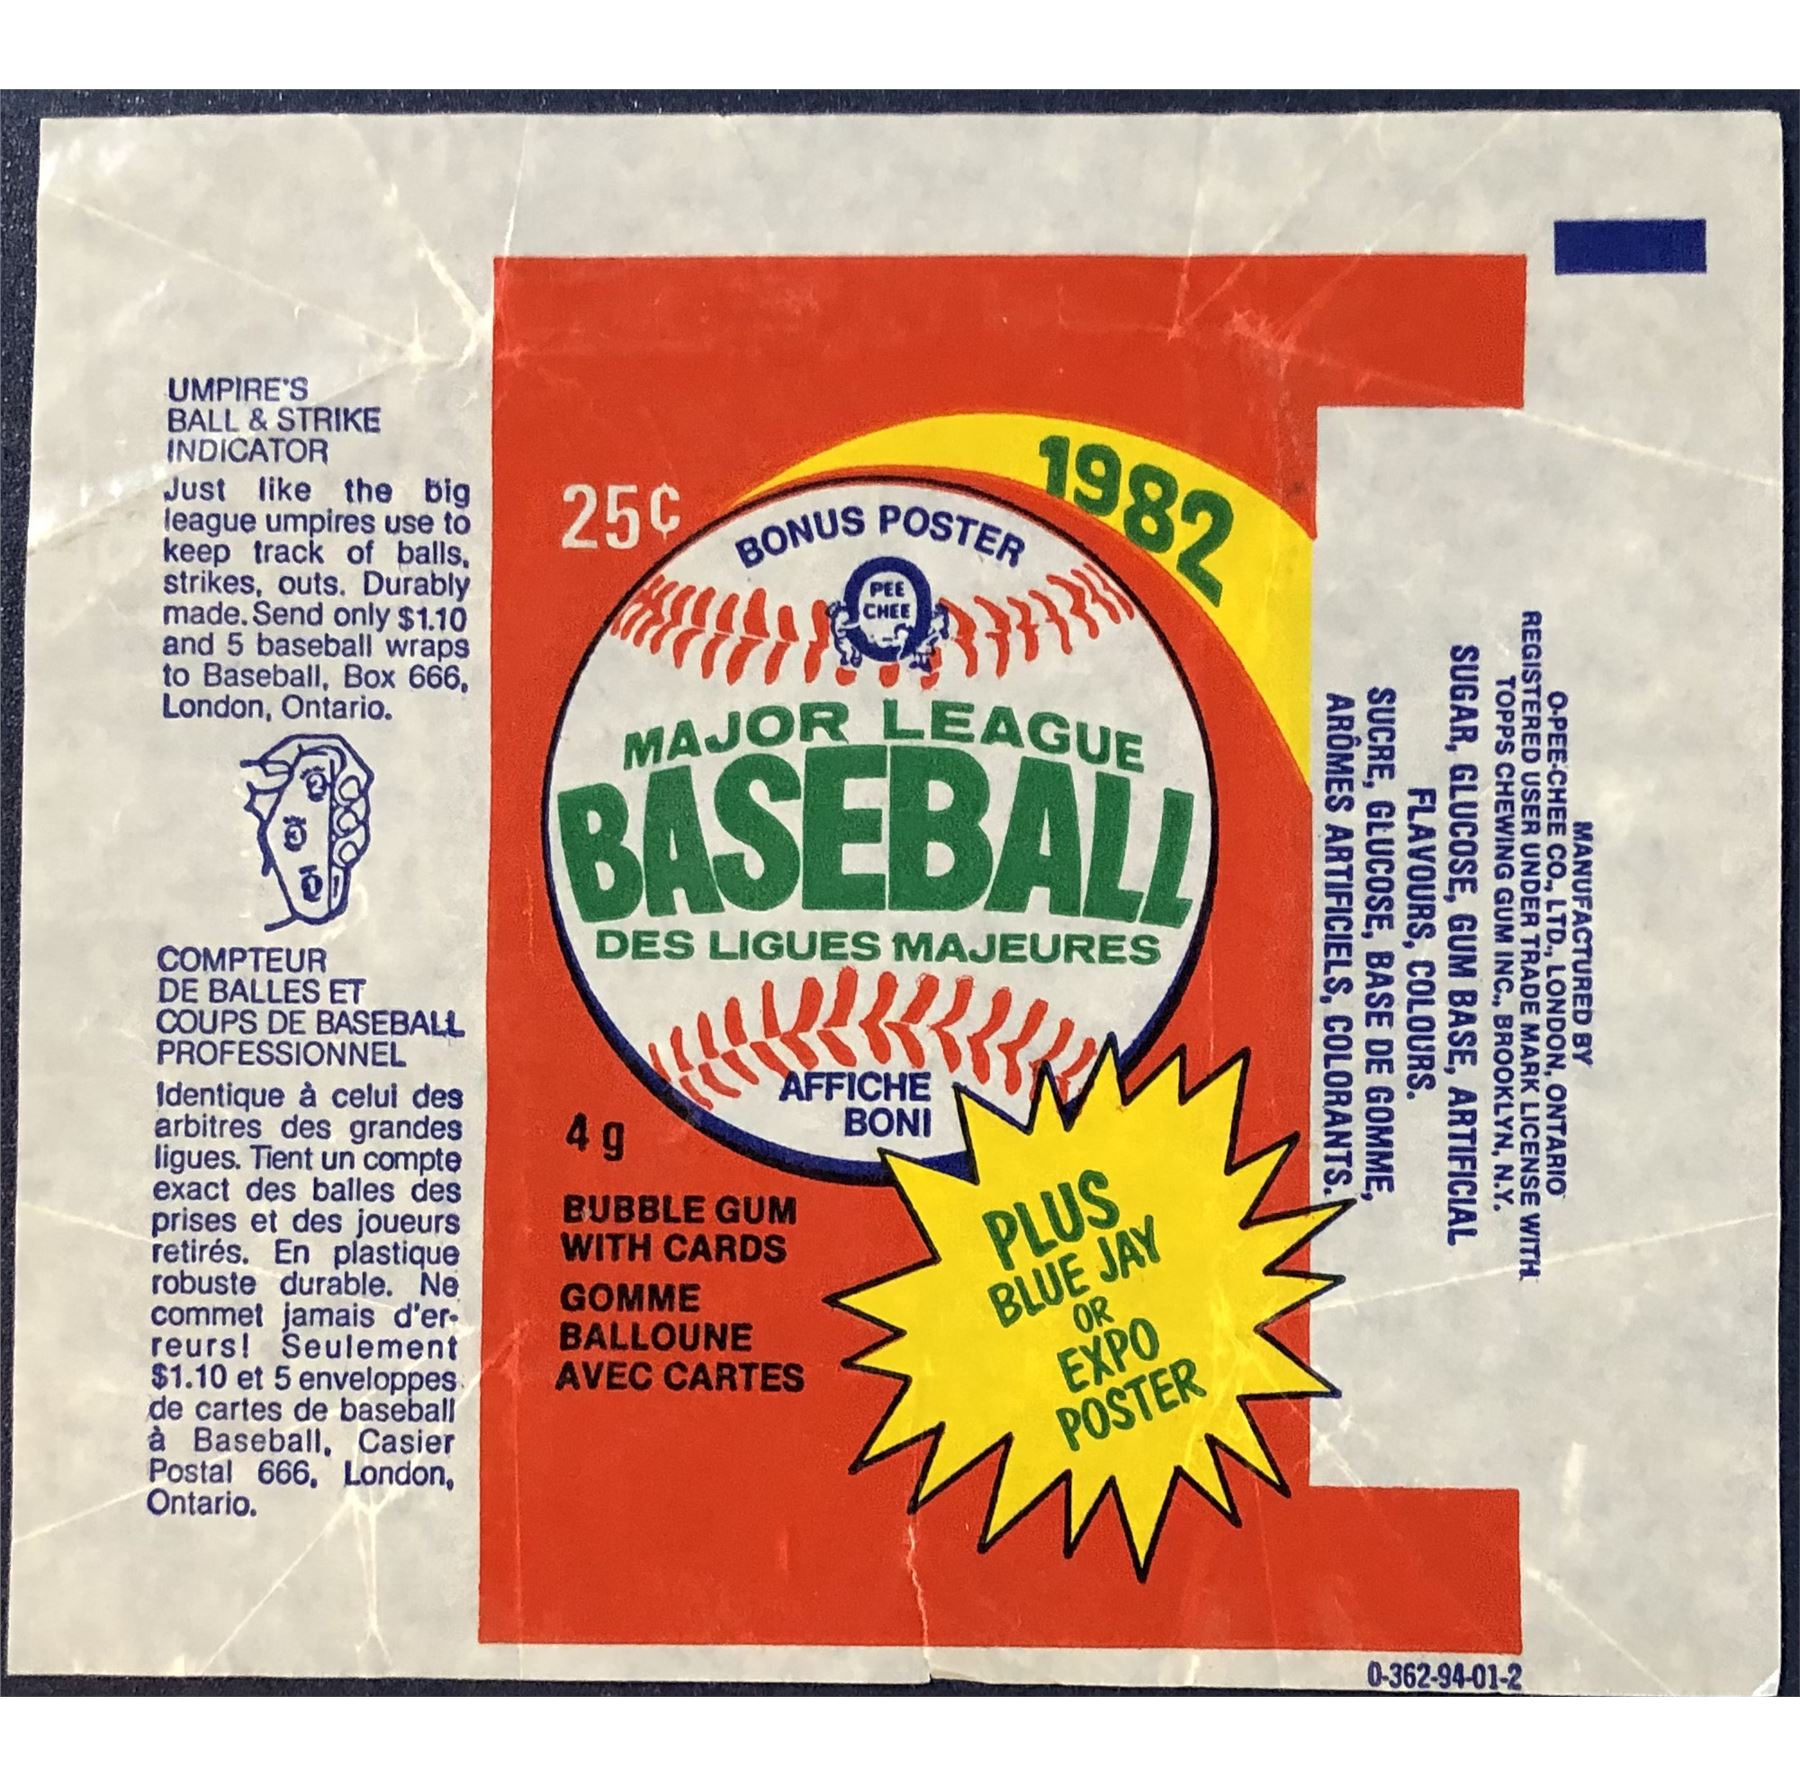 UMPIRE'S
BALL & STRIKE
INDICATOR
Just like the big
league umpires use to
keep track of balls,
strikes, outs. Durably
made. Send only $1.10
and 5 baseball wraps
to Baseball, Box 666,
London, Ontario.
2
3
1
COMPTEUR
DE BALLES ET
COUPS DE BASEBALL
PROFESSIONNEL
Identique à celui des
arbitres des grandes
ligues. Tient un compte
exact des balles des
prises et des joueurs
retirés. En plastique
robuste durable. Ne
commet jamais d'er-
reurs! Seulement
$1.10 et 5 enveloppes
de cartes de baseball
à Baseball, Casier
Postal 666, London,
Ontario.
25¢
1982
BONUS POSTER
PEE
CHEE
MAJOR LEAGUE
BASEBALL
DES LIGUES MAJEURES
AFFICHE
BONI
4 g
BUBBLE GUM
WITH CARDS
GOMME
BALLOUNE
AVEC CARTES
PLUS
BLUE JAY
OR
EXPO
POSTER
MANUFACTURED BY
O-PEE-CHEE CO., LTD., LONDON, ONTARIO
REGISTERED USER UNDER TRADE MARK LICENSE WITH
TOPPS CHEWING GUM INC., BROOKLYN, N.Y.
SUGAR, GLUCOSE, GUM BASE, ARTIFICIAL
FLAVOURS, COLOURS.
SUCRE, GLUCOSE, BASE DE GOMME,
ARÔMES ARTIFICIELS, COLORANTS.
0-362-94-01-2